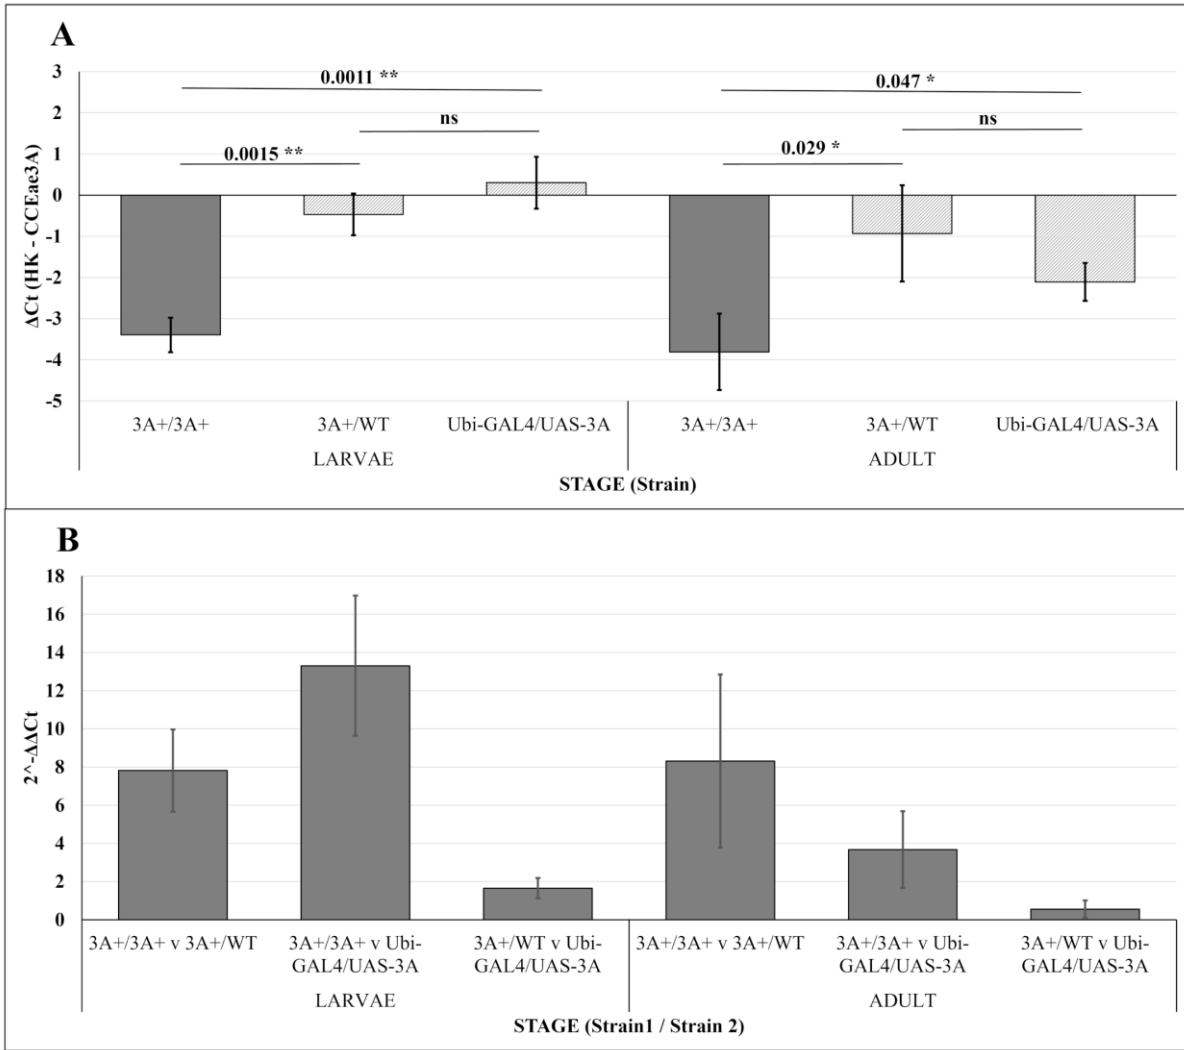 A
3
2
1
0
-1
-2
-3
-4
-5
ΔCt (HK - CCEae3A)
0.0011 **
ns
0.0015 **
0.047 *
ns
0.029 *
3A+/3A+ 3A+/WT Ubi-GAL4/UAS-3A 3A+/3A+ 3A+/WT Ubi-GAL4/UAS-3A
LARVAE ADULT
STAGE (Strain)
B
18
16
14
12
10
8
6
4
2
0
2^-ΔΔCt
3A+/3A+ v 3A+/WT 3A+/3A+ v Ubi- 3A+/WT v Ubi- 3A+/3A+ v 3A+/WT 3A+/3A+ v Ubi- 3A+/WT v Ubi-
GAL4/UAS-3A GAL4/UAS-3A GAL4/UAS-3A GAL4/UAS-3A
LARVAE ADULT
STAGE (Strain1 / Strain 2)